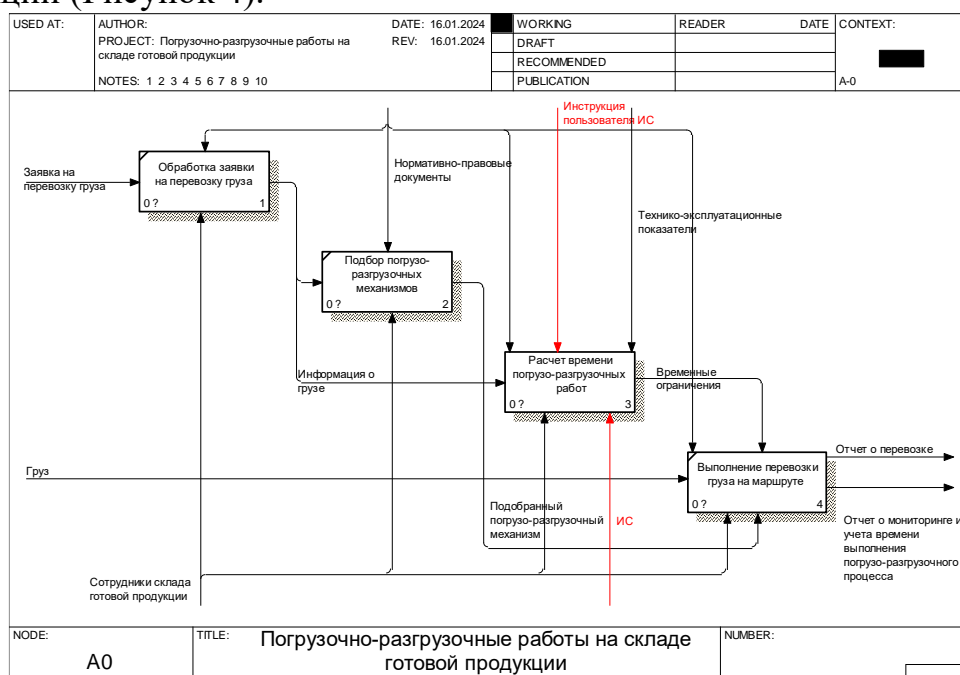 ции (Рисунок 4).
USED AT:
AUTHOR:
DATE: 16.01.2024
PROJECT: Погрузочно-разгрузочные работы на
складе готовой продукции
REV: 16.01.2024
NOTES: 1 2 3 4 5 6 7 8 9 10
WORKING
DRAFT
RECOMMENDED
PUBLICATION
READER
DATE
CONTEXT:
A-0
Инструкция
пользователя ИС
Заявка на
перевозку груза
Обработка заявки
на перевозку груза
0 ?
1
Нормативно-правовые
документы
Технико-эксплуатационные
показатели
Подбор погрузо-
разгрузочных
механизмов
0 ?
2
Информация о
грузе
Расчет времени
погрузо-разгрузочных
работ
0 ?
3
Временные
ограничения
Груз
Выполнение перевозки
груза на маршруте
0 ?
4
Отчет о перевозке
Подобранный
погрузо-разгрузочный
механизм
ИС
Отчет о мониторинге и
учета времени
выполнения
погрузо-разгрузочного
процесса
Сотрудники склада
готовой продукции
NODE:
A0
TITLE:
Погрузочно-разгрузочные работы на складе
готовой продукции
NUMBER: